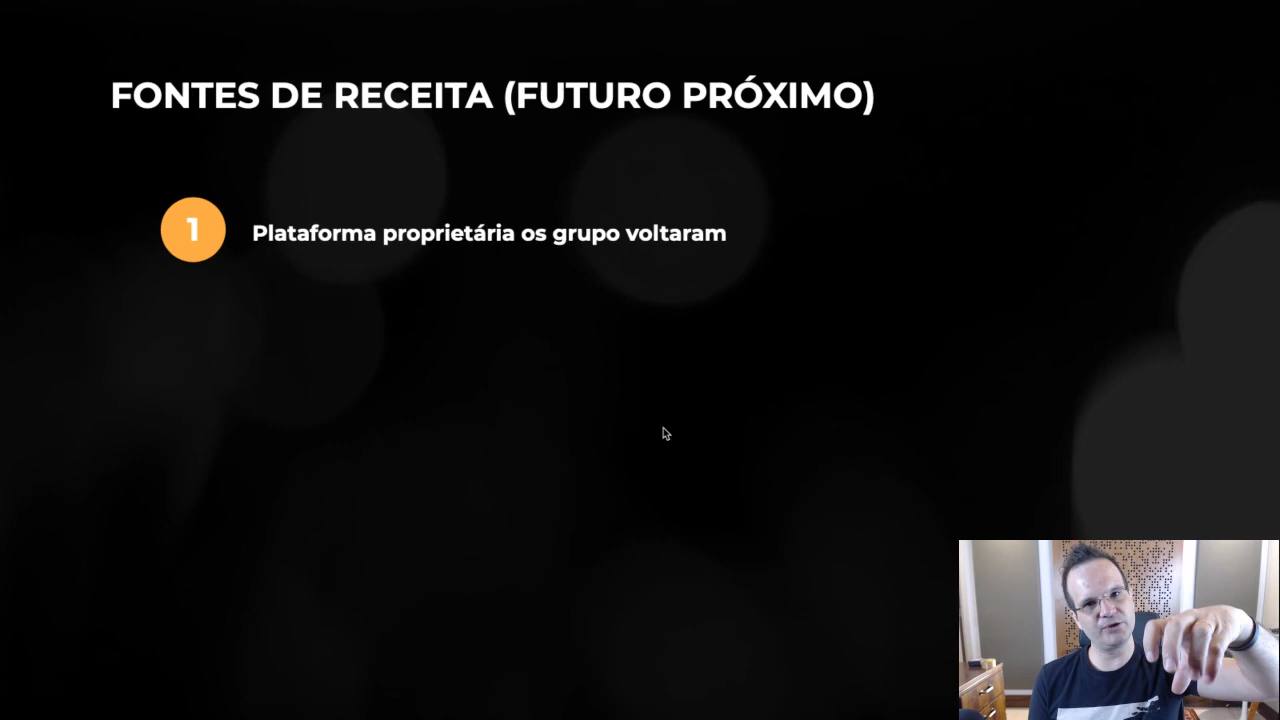 FONTES DE RECEITA (FUTURO PRÓXIMO)
1 Plataforma proprietária os grupo voltaram